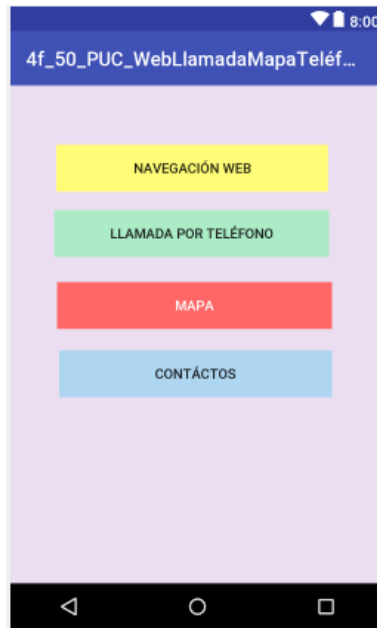 8:00
4f_50_PUC_WebLlamadaMapaTeléf...
NAVEGACIÓN WEB
LLAMADA POR TELÉFONO
MAPA
CONTÁCTOS